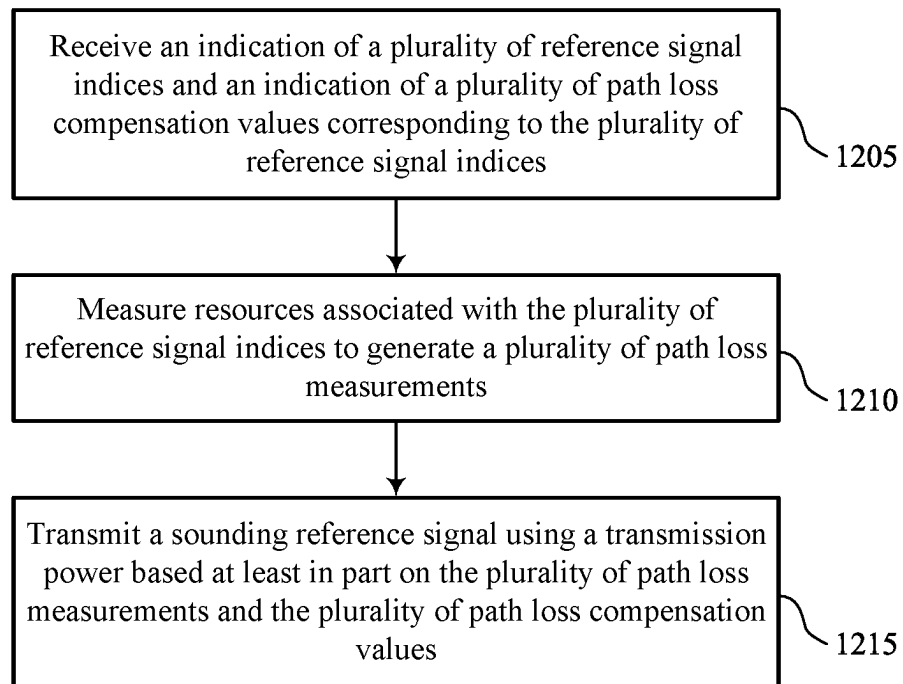 Receive an indication of a plurality of reference signal
indices and an indication of a plurality of path loss
compensation values corresponding to the plurality of
reference signal indices
1205
Measure resources associated with the plurality of
reference signal indices to generate a plurality of path loss
measurements
1210
Transmit a sounding reference signal using a transmission
power based at least in part on the plurality of path loss
measurements and the plurality of path loss compensation
values
1215